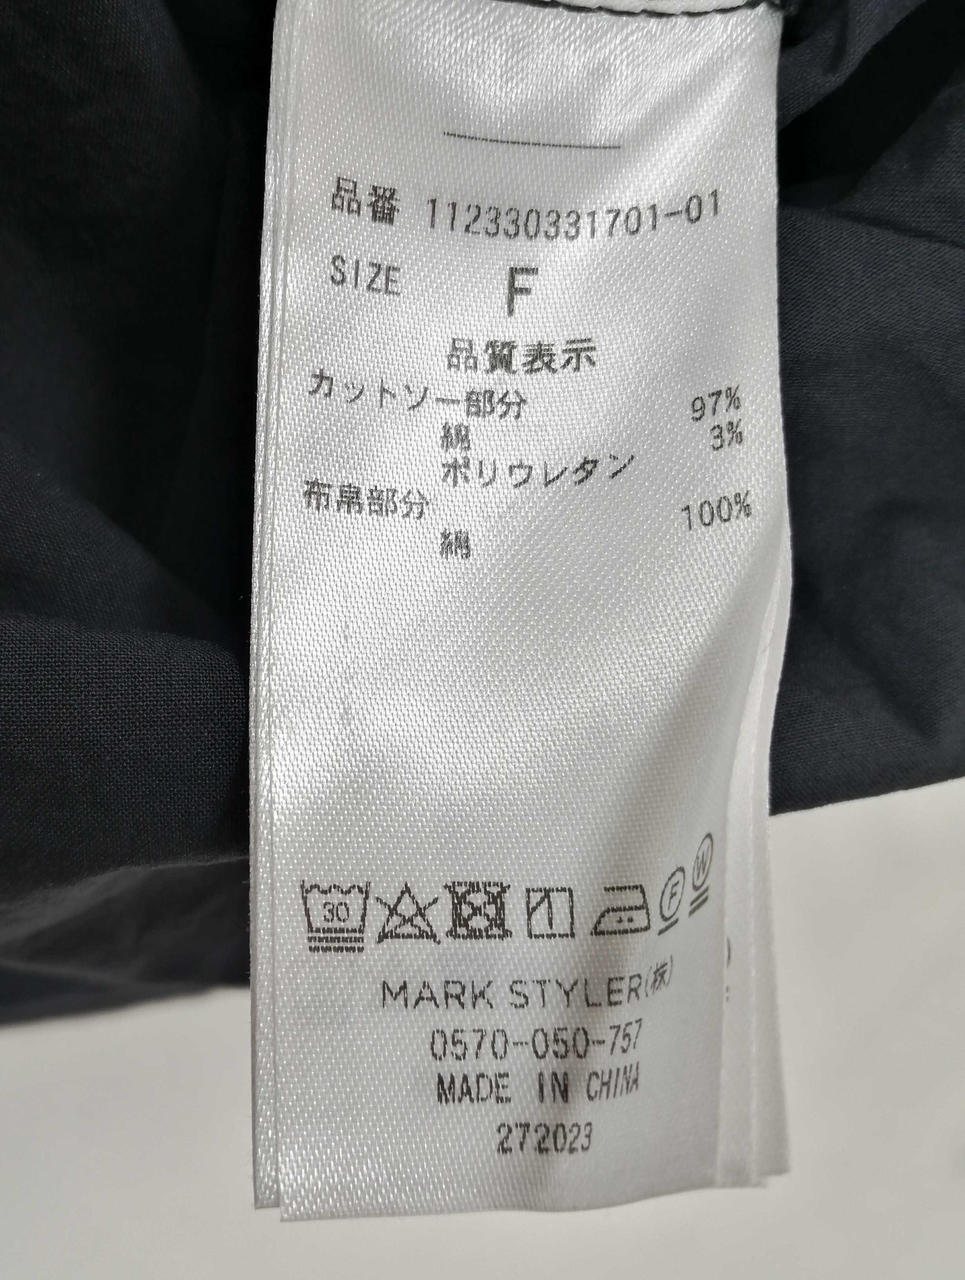 品番 112330331701-01
SIZE F
品質表示
カットソー部分
綿 97%
ポリウレタン 3%
布帛部分
綿 100%
30
F
W
MARK STYLER(株)
0570-050-757
MADE IN CHINA
272023